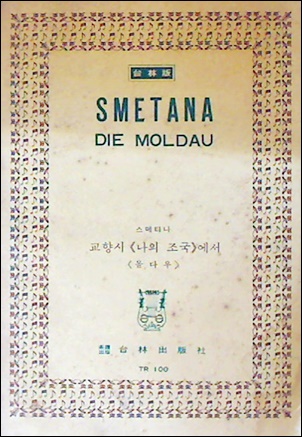 台林版
SMETANA
DIE MOLDAU
스메타나
교향시《나의 조국》에서
《몰다우》
台林出版社
TR 100